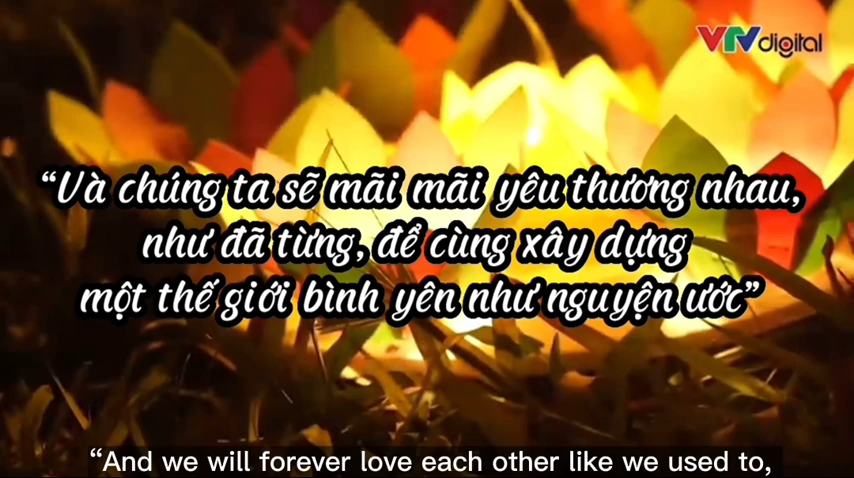 VTV digital
“Và chúng ta sẽ mãi mãi yêu thương nhau,
như đã từng, để cùng xây dựng
một thế giới bình yên như nguyện ước”
“And we will forever love each other like we used to,